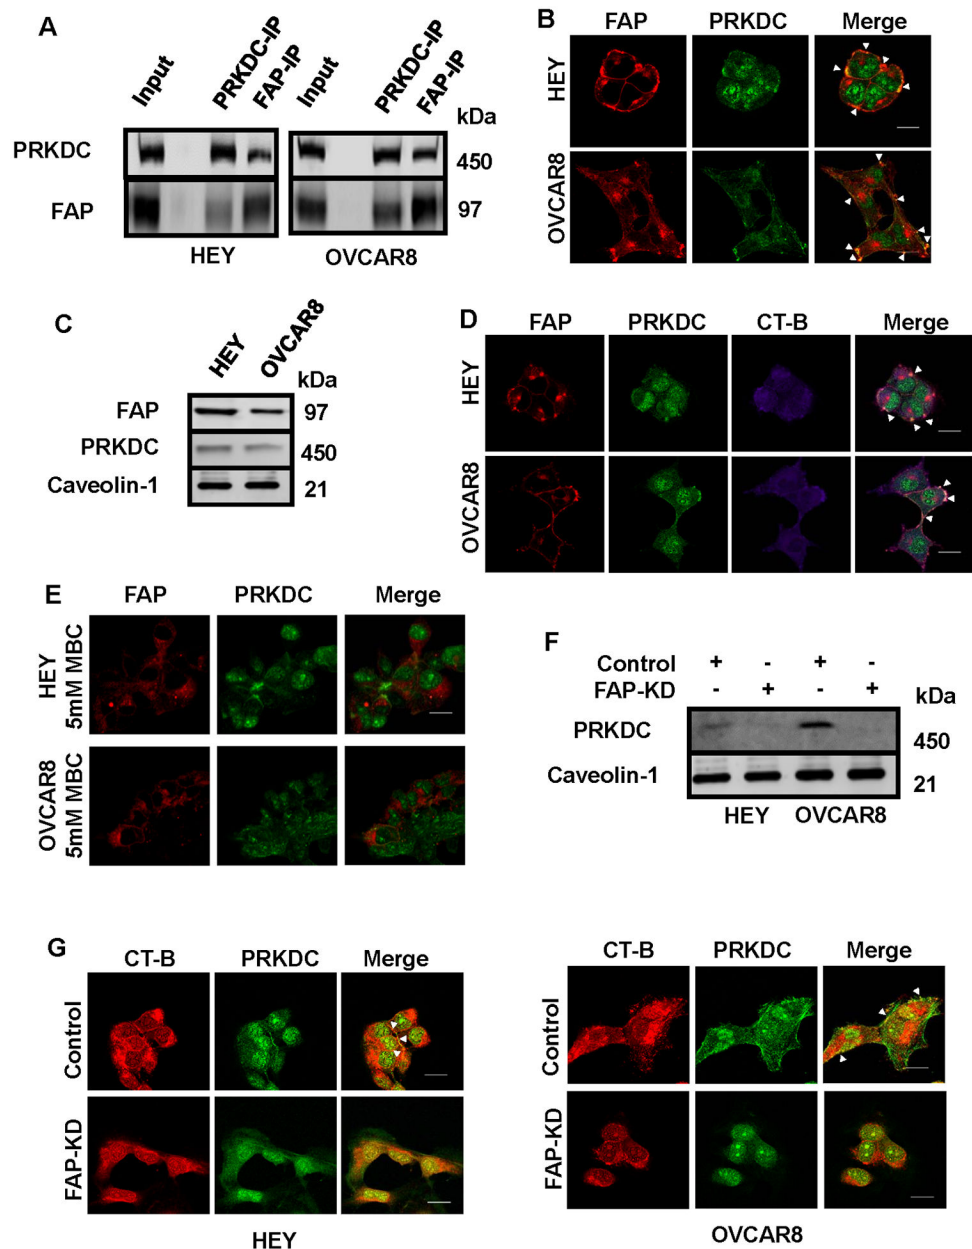 A
Input
PRKDC-IP
FAP-IP
Input
PRKDC-IP
FAP-IP
kDa
PRKDC
450
FAP
97
HEY
OVCAR8
B
FAP
PRKDC
Merge
HEY
OVCAR8
C
HEY
OVCAR8
kDa
FAP
97
PRKDC
450
Caveolin-1
21
D
FAP
PRKDC
CT-B
Merge
HEY
OVCAR8
E
FAP
PRKDC
Merge
HEY
5mM MBC
OVCAR8
5mM MBC
F
Control + - + -
FAP-KD - + - +
kDa
PRKDC
450
Caveolin-1
21
HEY OVCAR8
G
CT-B
PRKDC
Merge
Control
FAP-KD
HEY
CT-B
PRKDC
Merge
Control
FAP-KD
OVCAR8